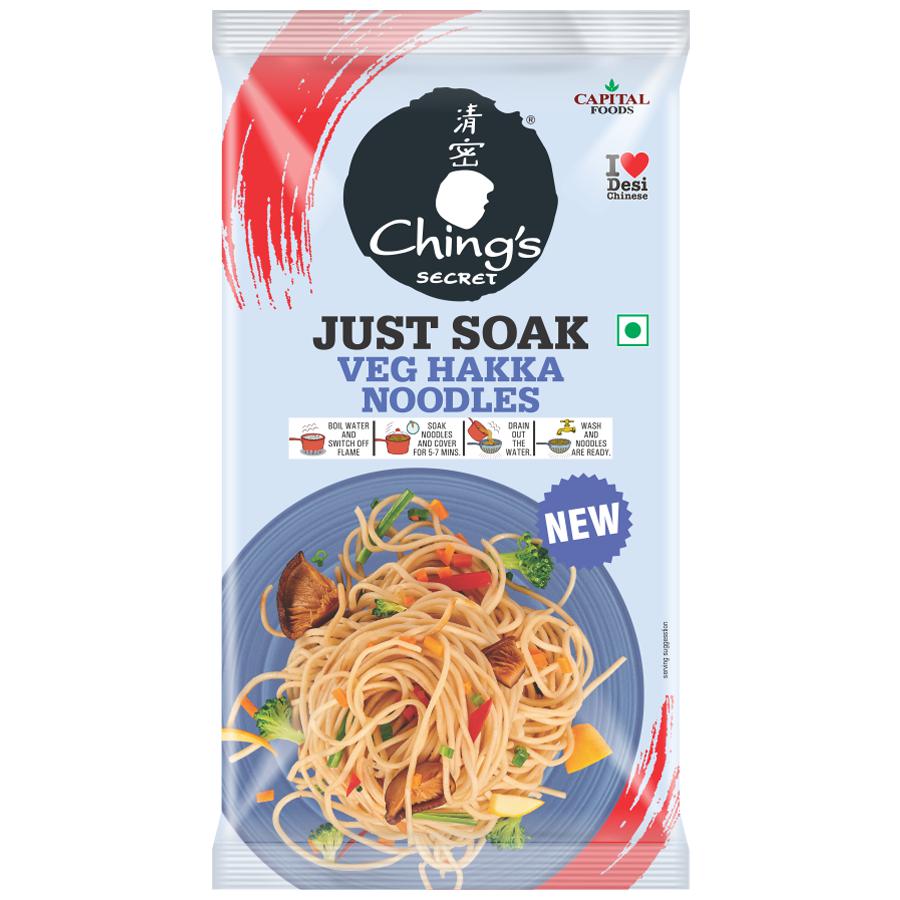 清
密
®
Ching's
SECRET
CAPITAL
FOODS
I ♥
Desi
Chinese
JUST SOAK
VEG HAKKA
NOODLES
BOIL WATER
AND
SWITCH OFF
FLAME
SOAK
NOODLES
AND COVER
FOR 5-7 MINS.
DRAIN
OUT
THE
WATER.
WASH
AND
NOODLES
ARE READY.
NEW
serving suggestion